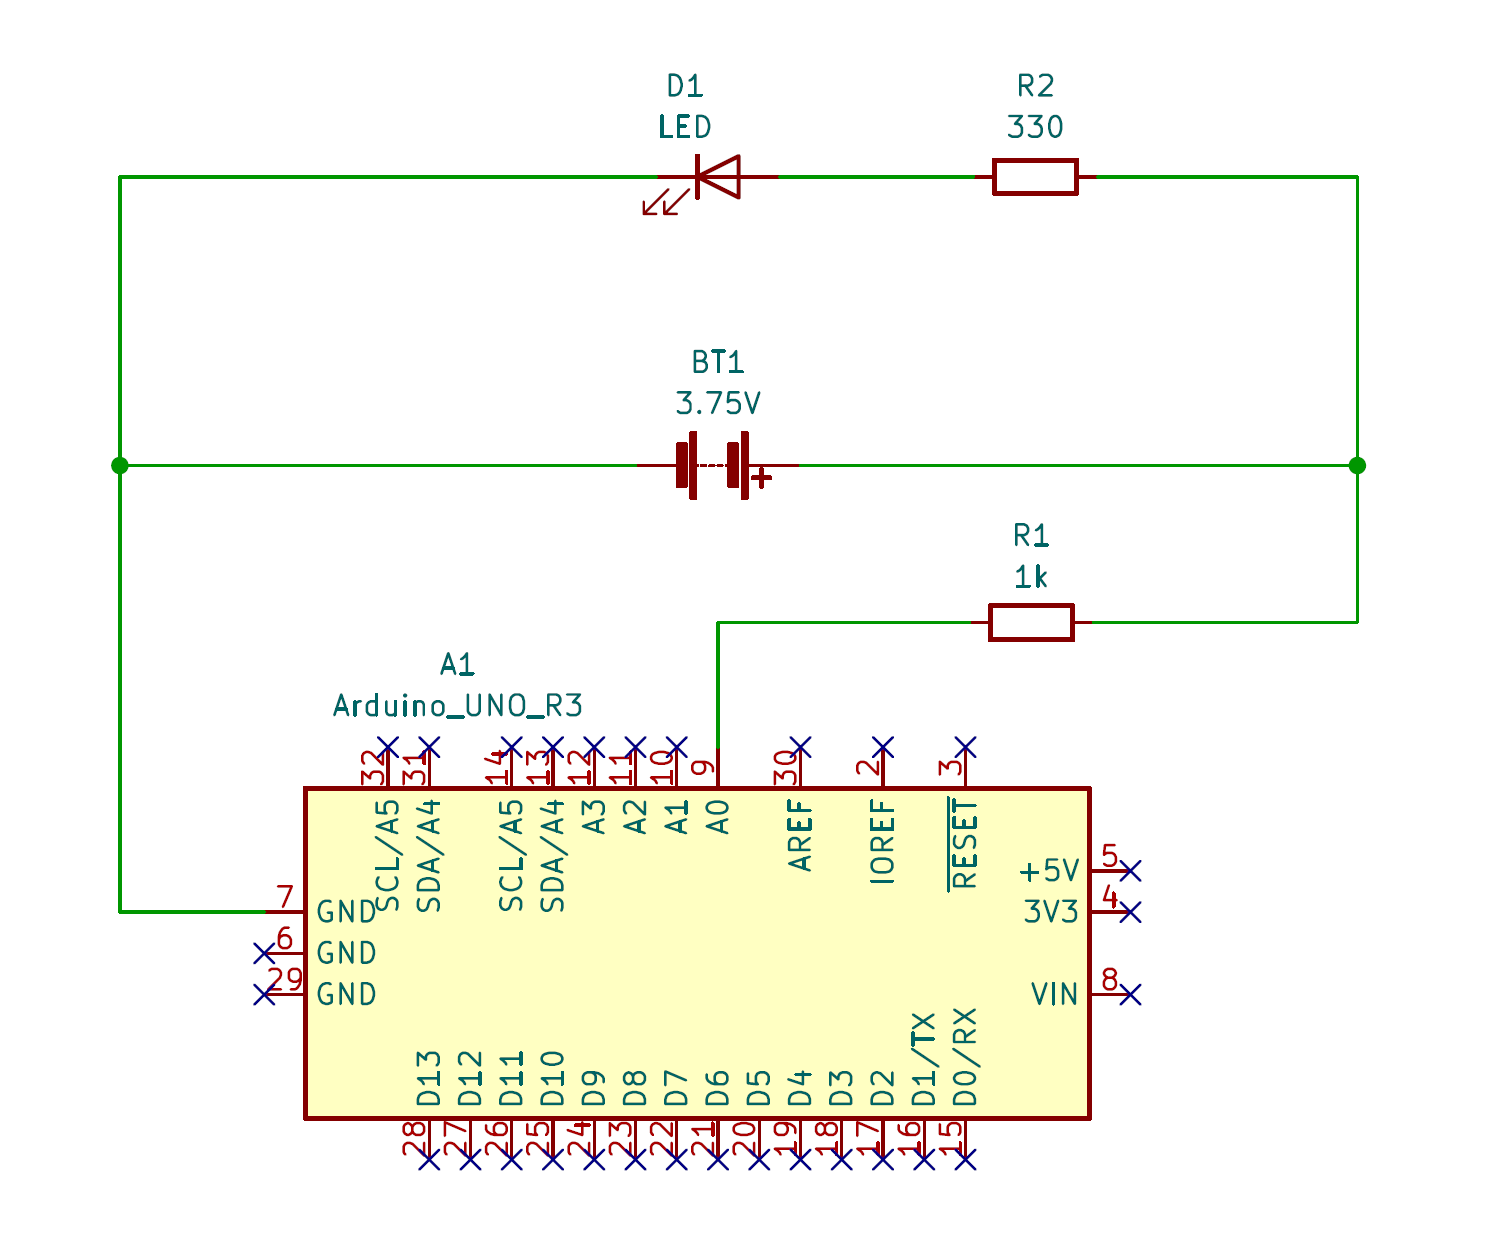 D1
LED
R2
330
BT1
3.75V
+
R1
1k
A1
Arduino_UNO_R3
32
31
14
13
12
11
10
9
30
2
3
SCL/A5
SDA/A4
SCL/A5
SDA/A4
A3
A2
A1
A0
AREF
IOREF
RESET
5
+5V
7
GND
4
3V3
6
GND
29
GND
8
VIN
D13
D12
D11
D10
D9
D8
D7
D6
D5
D4
D3
D2
D1/TX
D0/RX
28
27
26
25
24
23
22
21
20
19
18
17
16
15